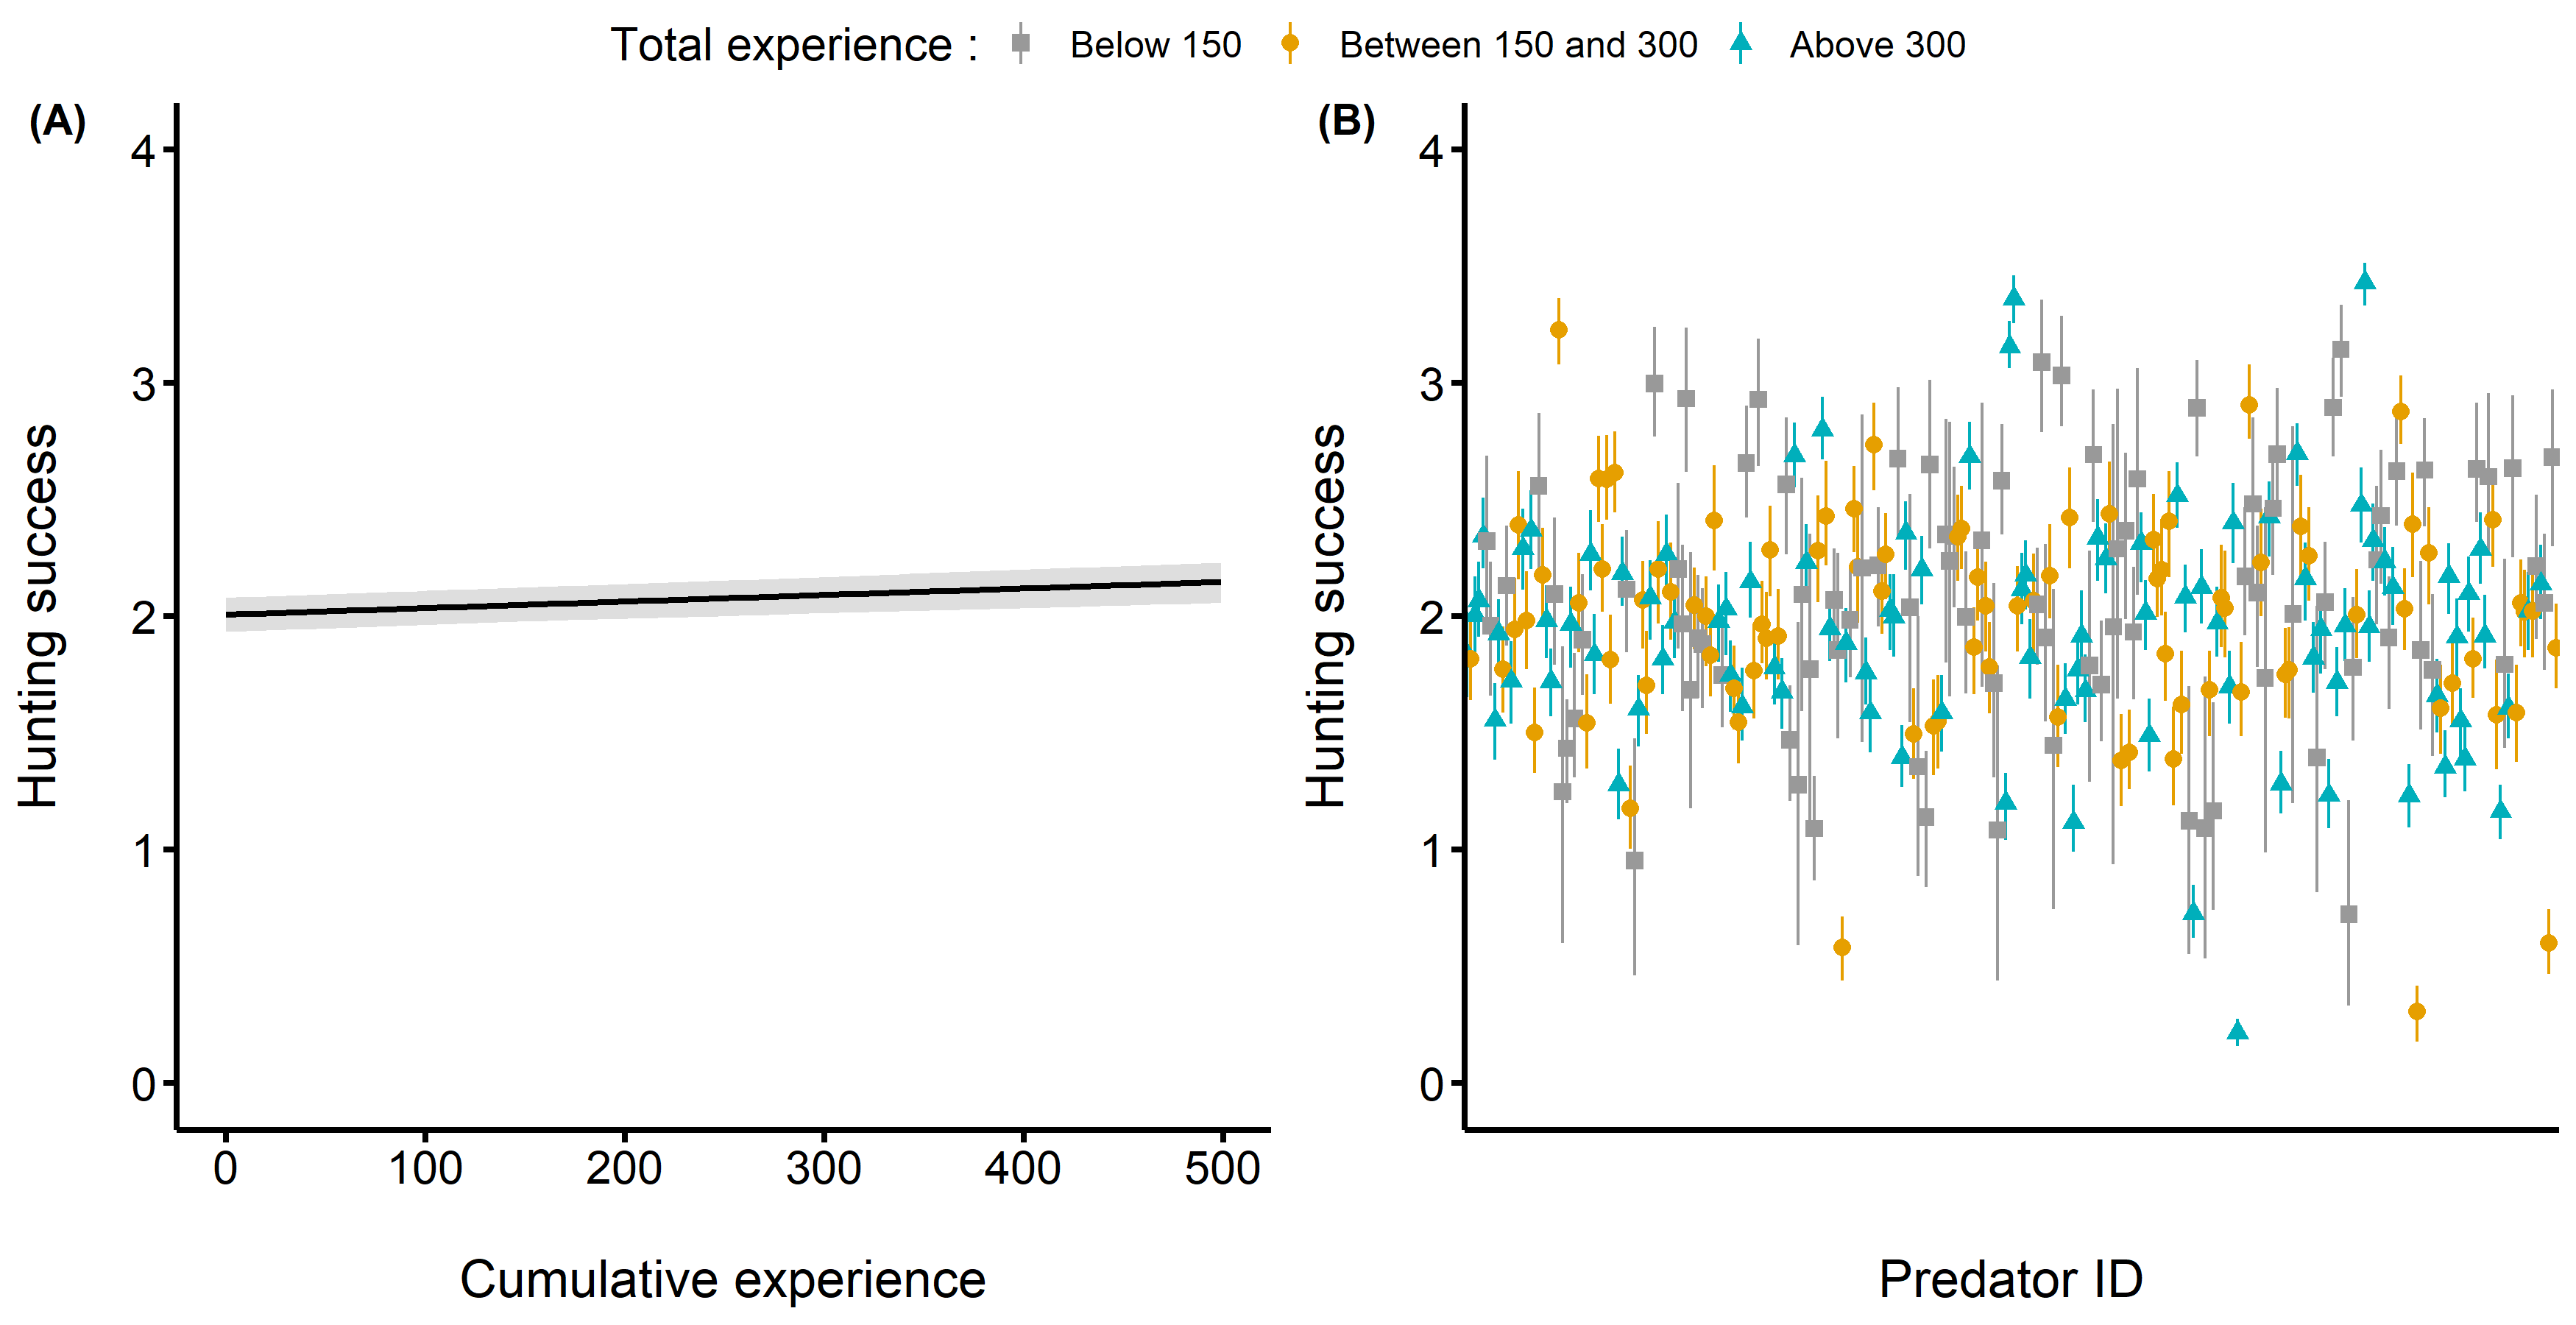 Total experience : Below 150 Between 150 and 300 Above 300
(A)
Hunting success
4
3
2
1
0
0 100 200 300 400 500
Cumulative experience
(B)
Hunting success
4
3
2
1
0
Predator ID